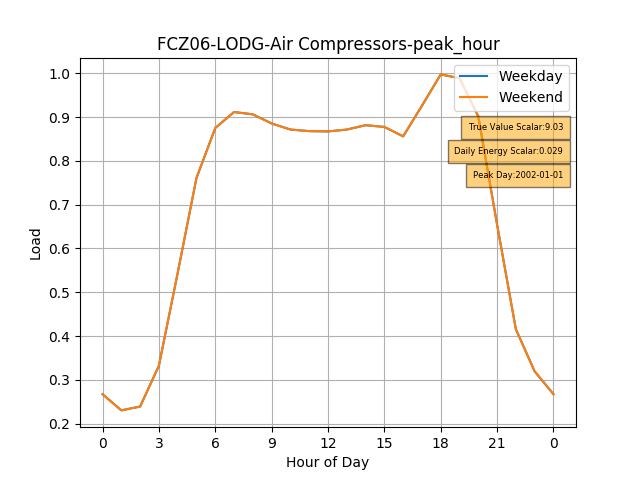 FCZ06-LODG-Air Compressors-peak_hour
Load
1.0
0.9
0.8
0.7
0.6
0.5
0.4
0.3
0.2
Weekday
Weekend
True Value Scalar:9.03
Daily Energy Scalar:0.029
Peak Day:2002-01-01
0 3 6 9 12 15 18 21 0
Hour of Day